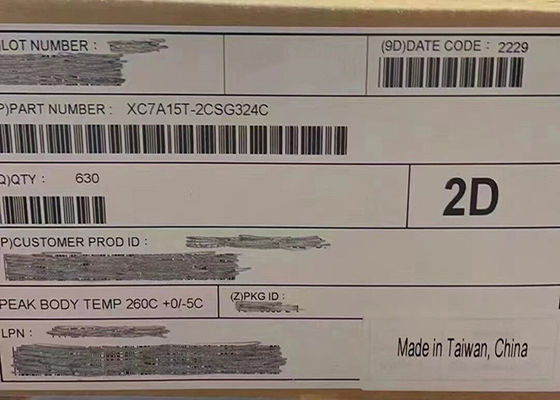 LOT NUMBER :
(9D)DATE CODE : 2229
P)PART NUMBER : XC7A15T-2CSG324C
Q)QTY: 630
2D
P)CUSTOMER PROD ID :
PEAK BODY TEMP 260C +0/-5C
(Z)PKG ID :
LPN :
Made in Taiwan, China